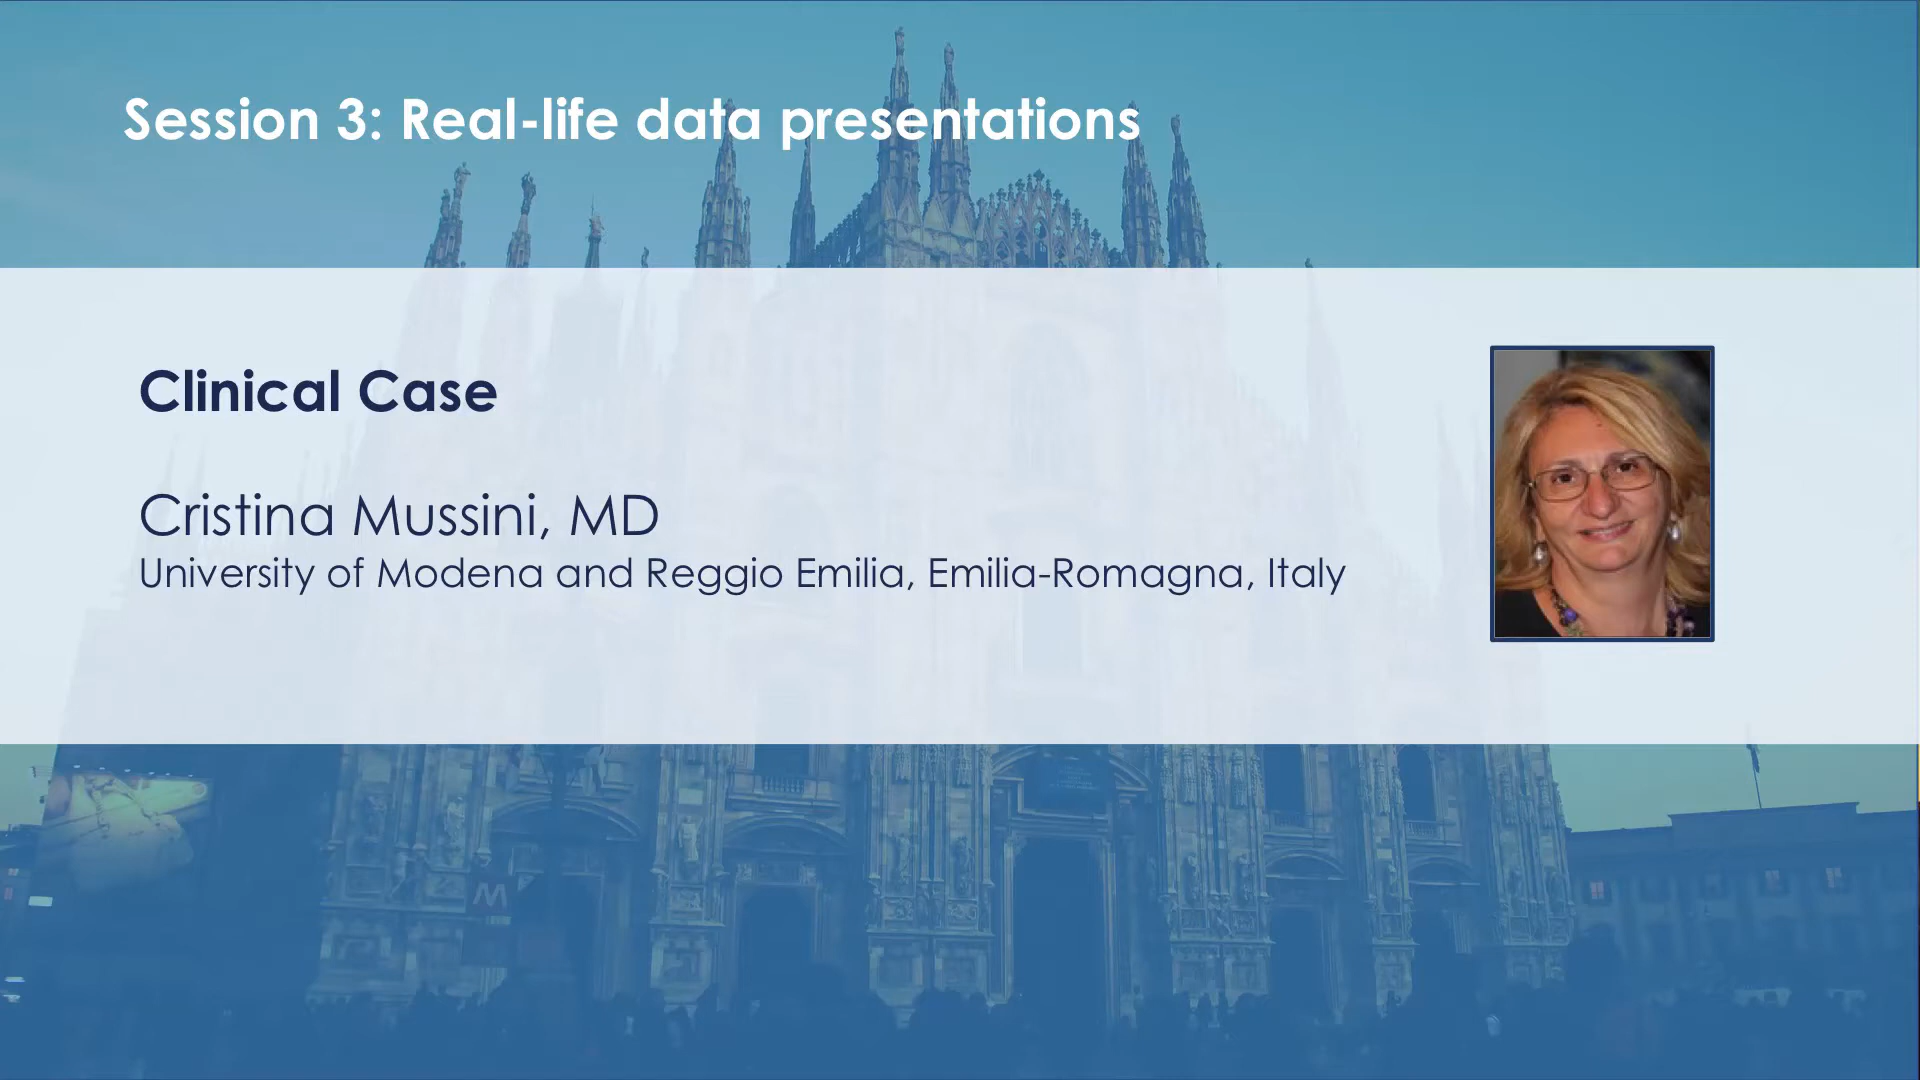 Session 3: Real-life data presentations
Clinical Case
Cristina Mussini, MD
University of Modena and Reggio Emilia, Emilia-Romagna, Italy
M